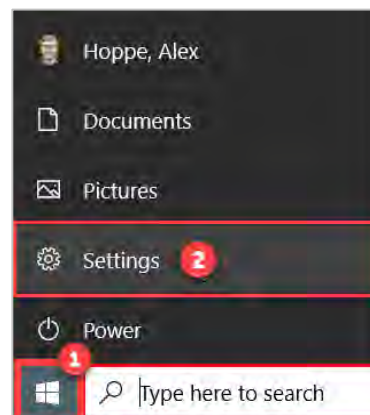 Hoppe, Alex
Documents
Pictures
Settings 2
Power
1
Type here to search